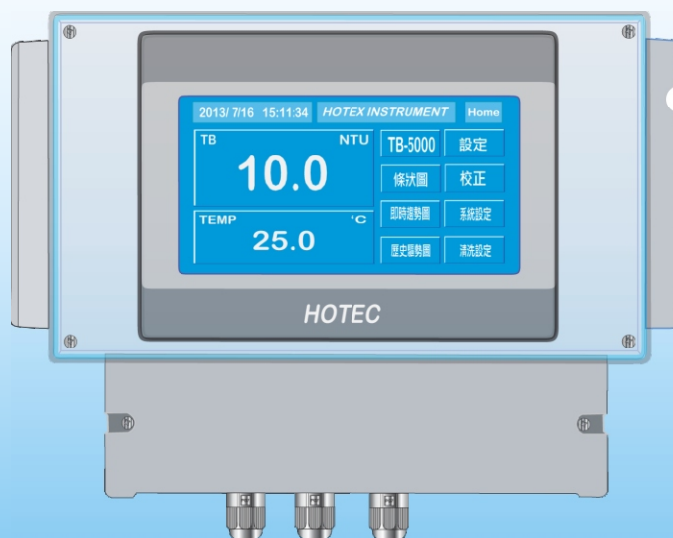 2013/ 7/16 15:11:34 HOTEX INSTRUMENT Home
TB NTU
10.0
TEMP °C
25.0
TB-5000 設定
條狀圖 校正
即時趨勢圖 系統設定
歷史趨勢圖 清洗設定
HOTEC